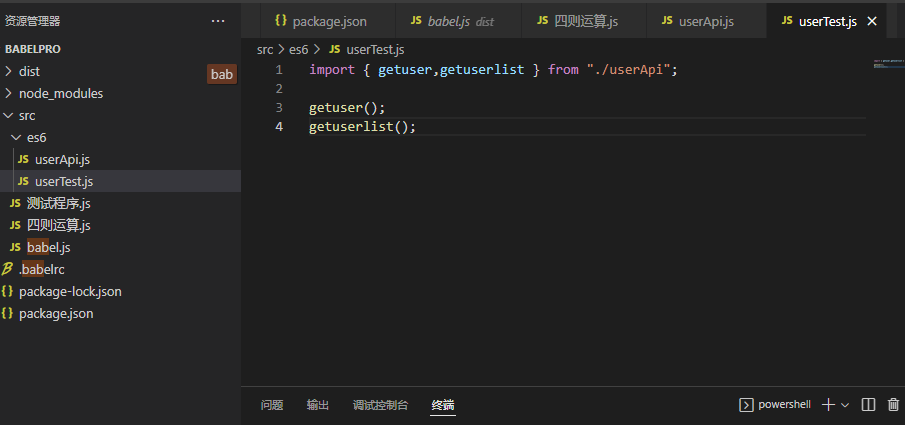 资源管理器 ···
BABELPRO
bab
dist
node_modules
src
es6
JS userApi.js
JS userTest.js
JS 测试程序.js
JS 四则运算.js
JS babel.js
.babelrc
{} package-lock.json
{} package.json
{} package.json JS babel.js dist JS 四则运算.js JS userApi.js JS userTest.js
src > es6 > JS userTest.js
1 import { getuser,getuserlist } from "./userApi";
2
3 getuser();
4 getuserlist();
问题 输出 调试控制台 终端 powershell